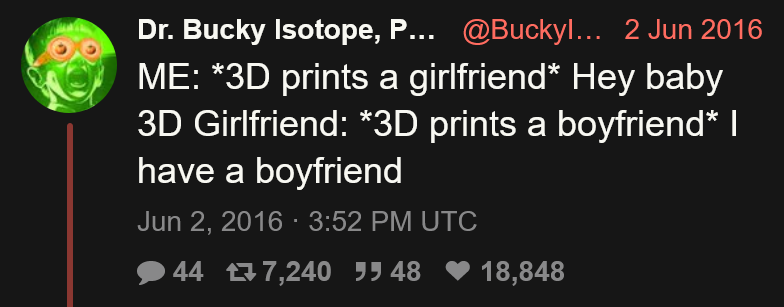 Dr. Bucky Isotope, P... @BuckyI... 2 Jun 2016
ME: *3D prints a girlfriend* Hey baby
3D Girlfriend: *3D prints a boyfriend* I
have a boyfriend
Jun 2, 2016 · 3:52 PM UTC
44 7,240 48 18,848